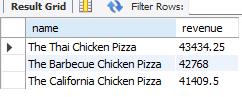 Result Grid Filter Rows:
name revenue
The Thai Chicken Pizza 43434.25
The Barbecue Chicken Pizza 42768
The California Chicken Pizza 41409.5